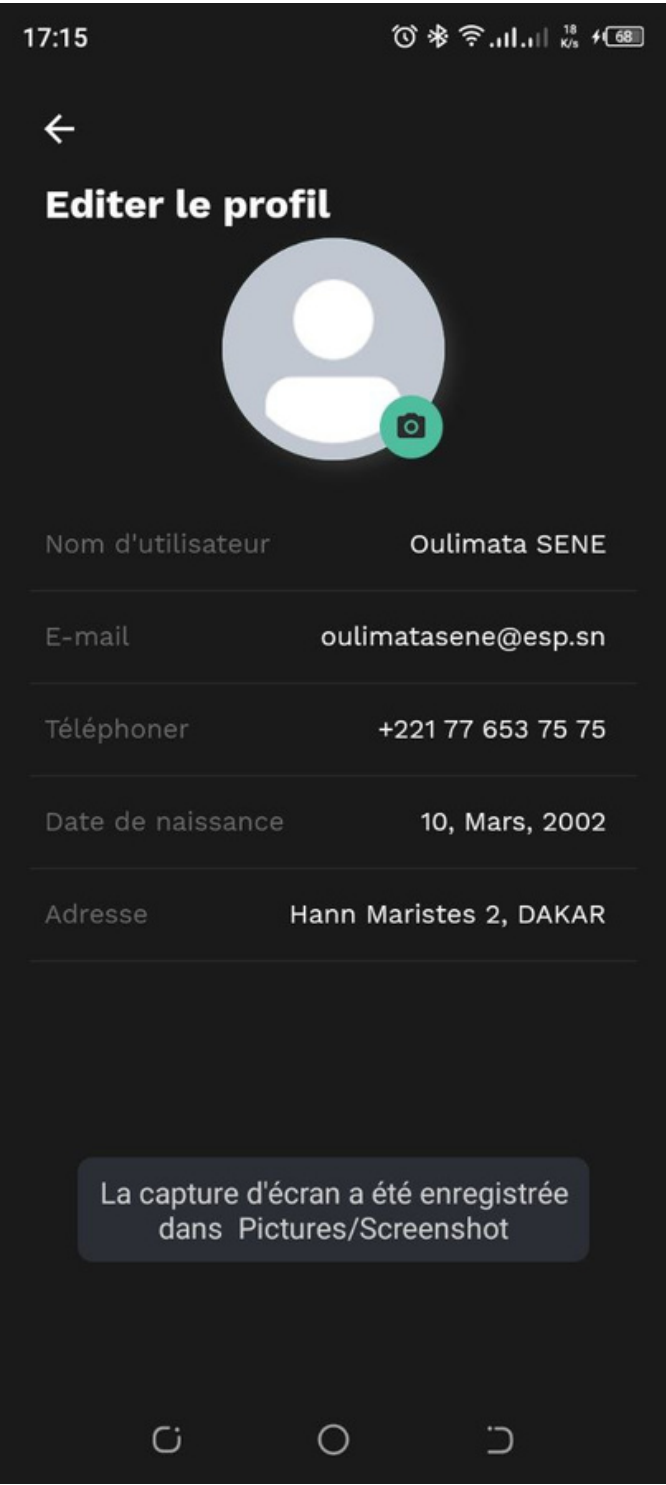 17:15 18 K/s 68
Editer le profil
Nom d'utilisateur Oulimata SENE
E-mail oulimatasene@esp.sn
Téléphoner +221 77 653 75 75
Date de naissance 10, Mars, 2002
Adresse Hann Maristes 2, DAKAR
La capture d'écran a été enregistrée
dans Pictures/Screenshot